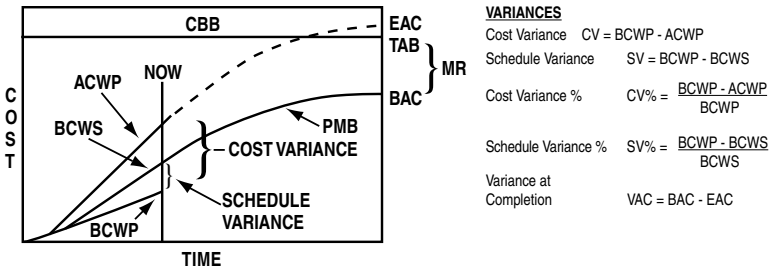 CBB
EAC
TAB
MR
NOW
ACWP
BCWS
BAC
PMB
COST
COST VARIANCE
SCHEDULE
VARIANCE
BCWP
TIME
VARIANCES
Cost Variance CV = BCWP - ACWP
Schedule Variance SV = BCWP - BCWS
Cost Variance % CV% = BCWP - ACWP
BCWP
Schedule Variance % SV% = BCWP - BCWS
BCWS
Variance at
Completion VAC = BAC - EAC